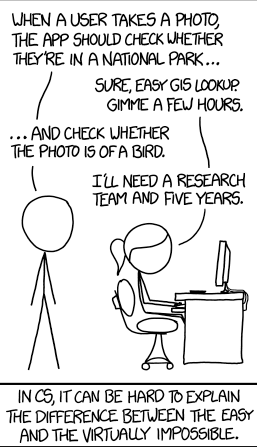 WHEN A USER TAKES A PHOTO,
THE APP SHOULD CHECK WHETHER
THEY'RE IN A NATIONAL PARK...
SURE, EASY GIS LOOKUP.
GIMME A FEW HOURS.
...AND CHECK WHETHER
THE PHOTO IS OF A BIRD.
I'LL NEED A RESEARCH
TEAM AND FIVE YEARS.
IN CS, IT CAN BE HARD TO EXPLAIN
THE DIFFERENCE BETWEEN THE EASY
AND THE VIRTUALLY IMPOSSIBLE.